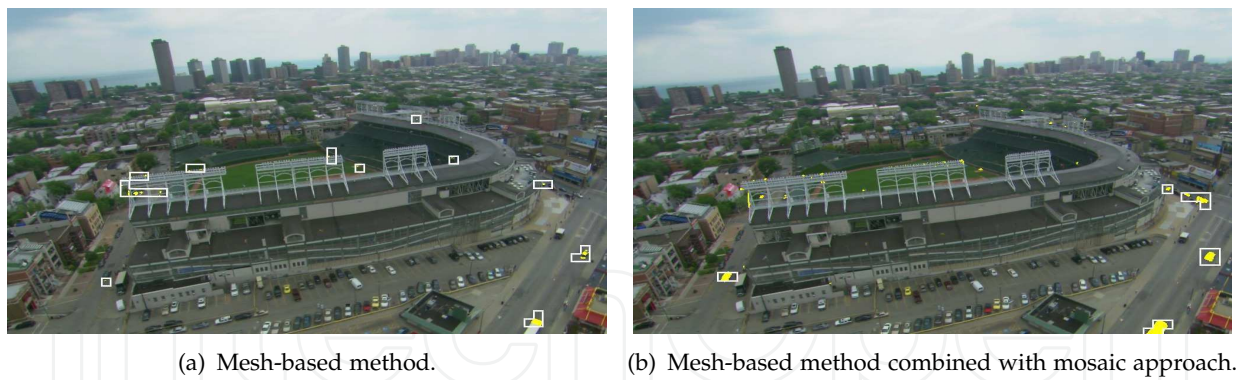 (a) Mesh-based method.
(b) Mesh-based method combined with mosaic approach.